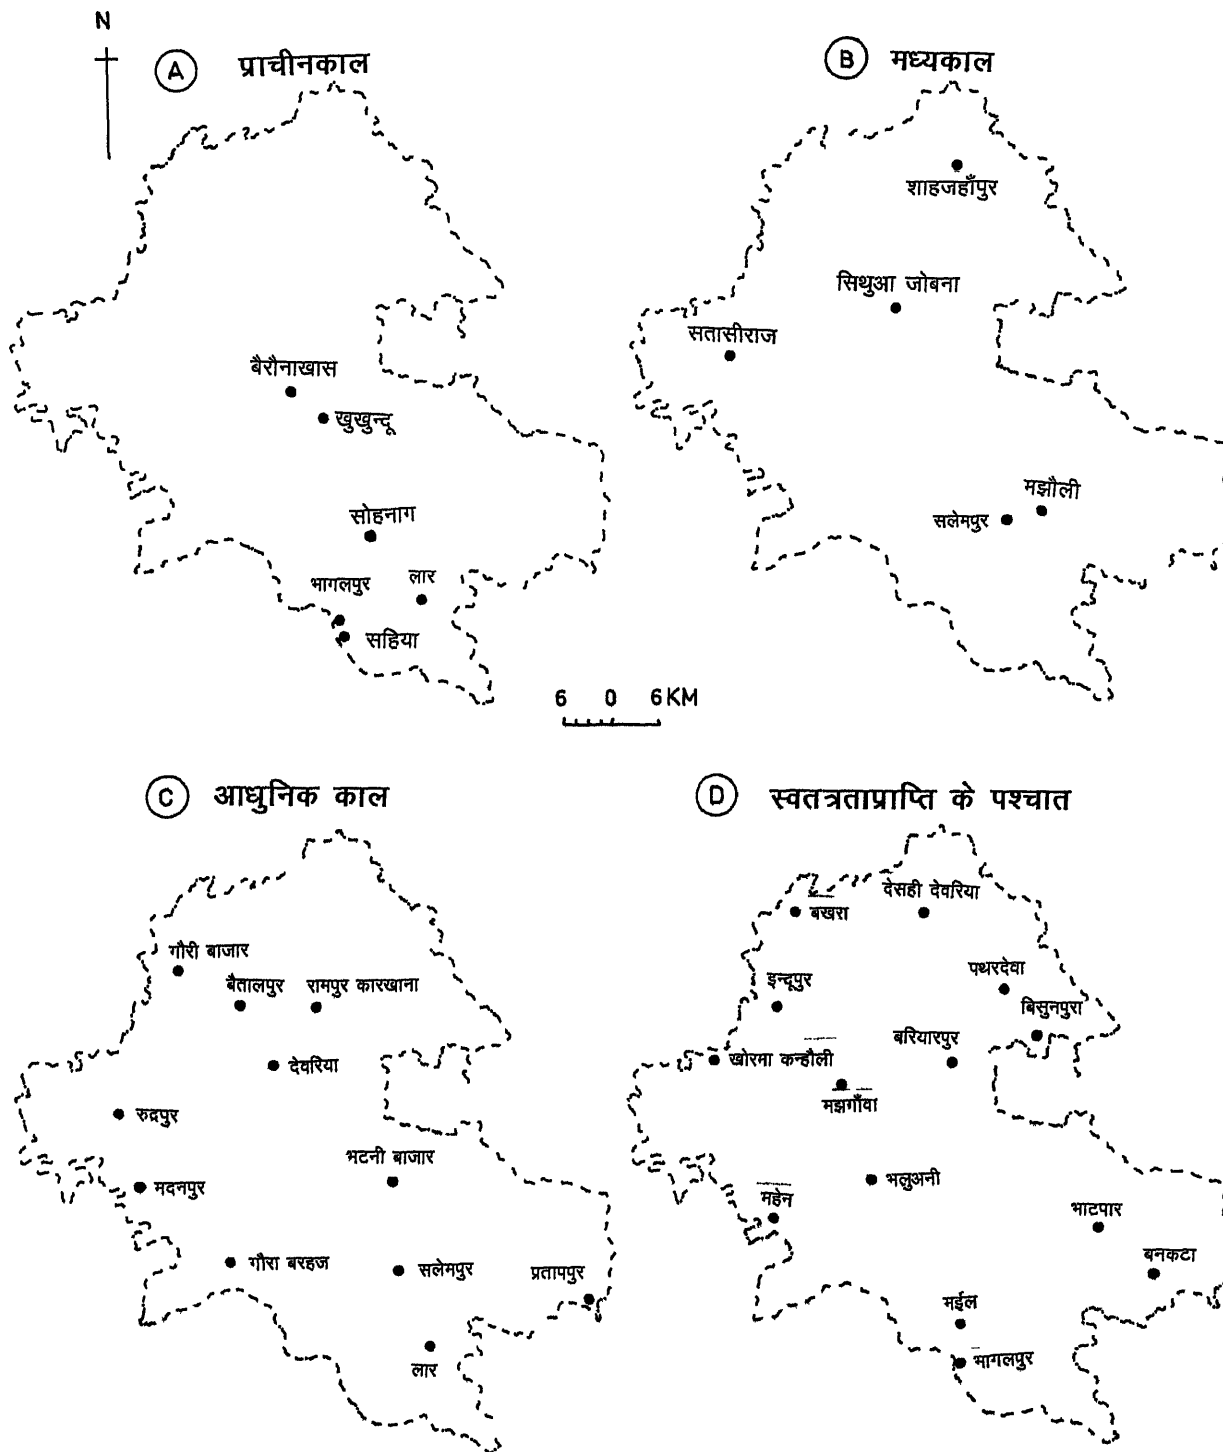 N
A प्राचीनकाल
बैरौनाखास
खुखुन्दू
सोहनाग
भागलपुर
लार
सहिया
B मध्यकाल
शाहजहाँपुर
सिधुआ जोबना
सतासीराज
मझौली
सलेमपुर
6 0 6 KM
C आधुनिक काल
गौरी बाजार
बैतालपुर
रामपुर कारखाना
देवरिया
रुद्रपुर
भटनी बाजार
मदनपुर
गौरा बरहज
सलेमपुर
प्रतापपुर
लार
D स्वतत्रताप्राप्ति के पश्चात
देसही देवरिया
बखरा
पथरदेवा
इन्दूपुर
बिसुनपुरा
बरियारपुर
खोरमा कन्हौली
मझगाँवा
भलुअनी
महेन
भाटपार
बनकटा
मईल
भागलपुर